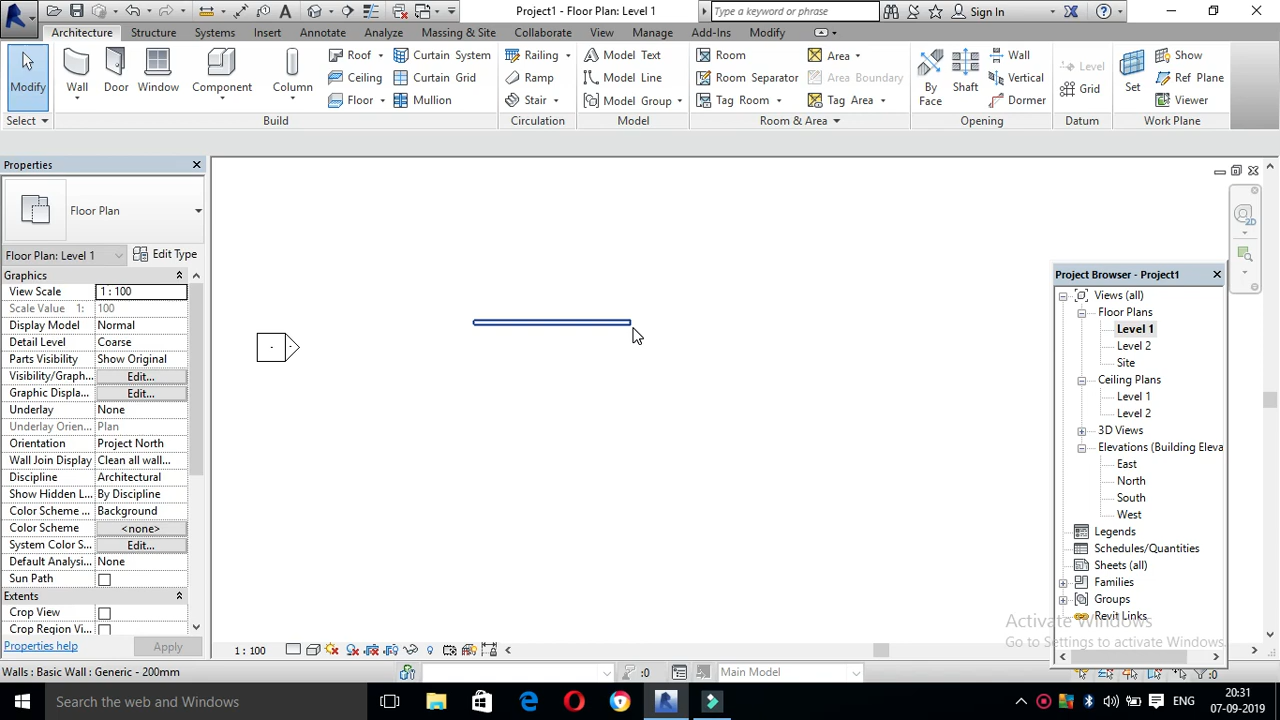 Project1 - Floor Plan: Level 1
Type a keyword or phrase
Sign In
Architecture Structure Systems Insert Annotate Analyze Massing & Site Collaborate View Manage Add-Ins Modify
Modify Wall Door Window Component Column
Roof Curtain System
Ceiling Curtain Grid
Floor Mullion
Railing
Ramp
Stair
Model Text
Model Line
Model Group
Room Area
Room Separator Area Boundary
Tag Room Tag Area
By Face Shaft
Wall
Vertical
Dormer
Level
Grid
Set
Show
Ref Plane
Viewer
Select Build Circulation Model Room & Area Opening Datum Work Plane
Properties
Floor Plan
Floor Plan: Level 1 Edit Type
Graphics
View Scale 1 : 100
Scale Value 1: 100
Display Model Normal
Detail Level Coarse
Parts Visibility Show Original
Visibility/Graph... Edit...
Graphic Displa... Edit...
Underlay None
Underlay Orien... Plan
Orientation Project North
Wall Join Display Clean all wall...
Discipline Architectural
Show Hidden L... By Discipline
Color Scheme ... Background
Color Scheme <none>
System Color S... Edit...
Default Analysi... None
Sun Path
Extents
Crop View
Crop Region Vi...
Properties help Apply
2D
Project Browser - Project1
Views (all)
Floor Plans
Level 1
Level 2
Site
Ceiling Plans
Level 1
Level 2
3D Views
Elevations (Building Eleva
East
North
South
West
Legends
Schedules/Quantities
Sheets (all)
Families
Groups
Revit Links
Activate Windows
Go to Settings to activate Windows.
1 : 100
Walls : Basic Wall : Generic - 200mm
:0
Main Model
:0
Search the Web and Windows
ENG
20:31
07-09-2019